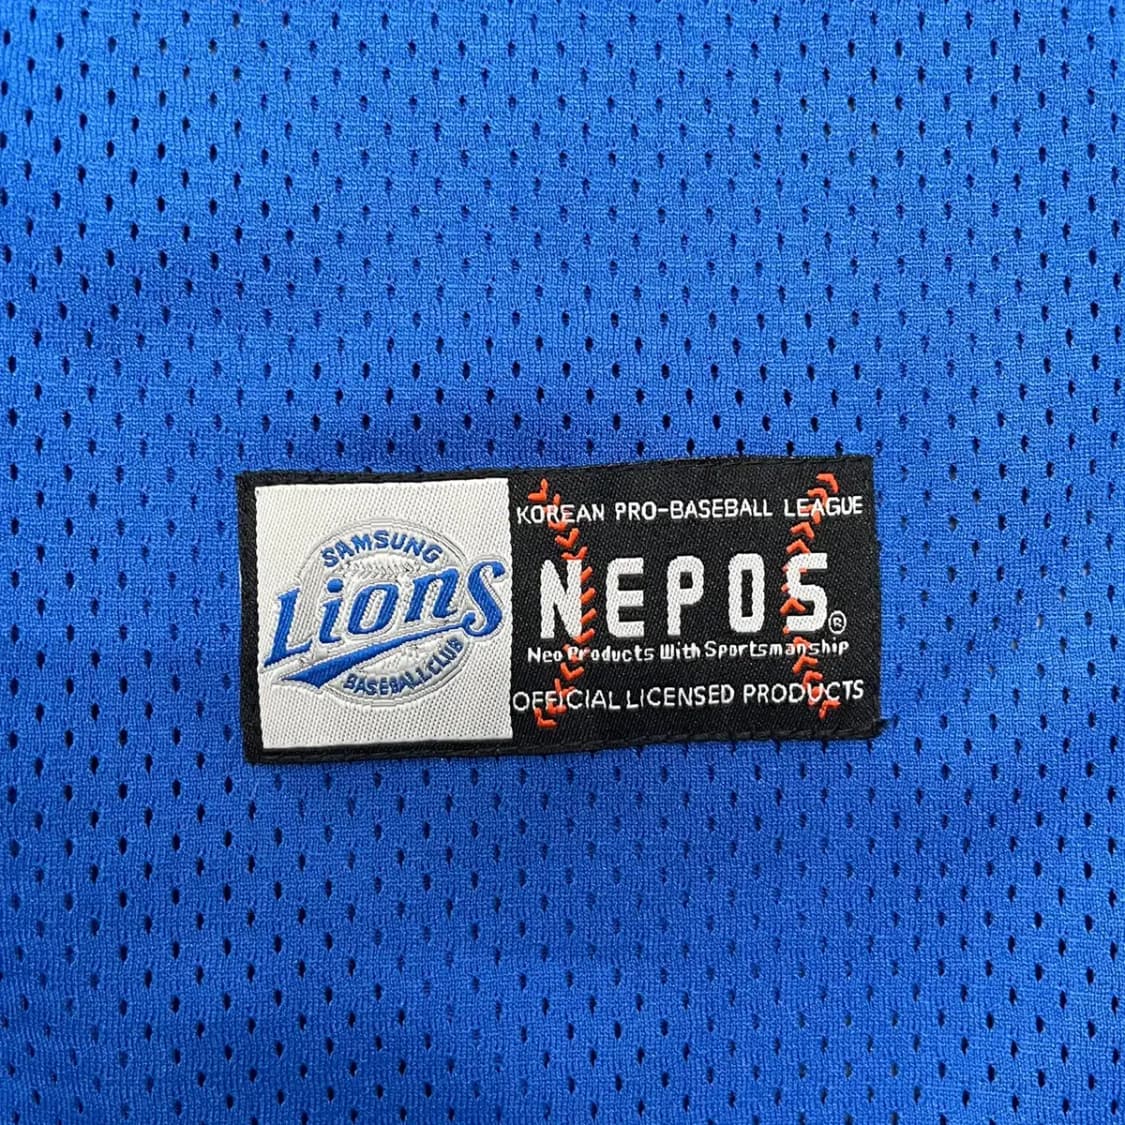 SAMSUNG
Lions
BASEBALL CLUB
KOREAN PRO-BASEBALL LEAGUE
NEPOS®
Neo Products With Sportsmanship
OFFICIAL LICENSED PRODUCTS